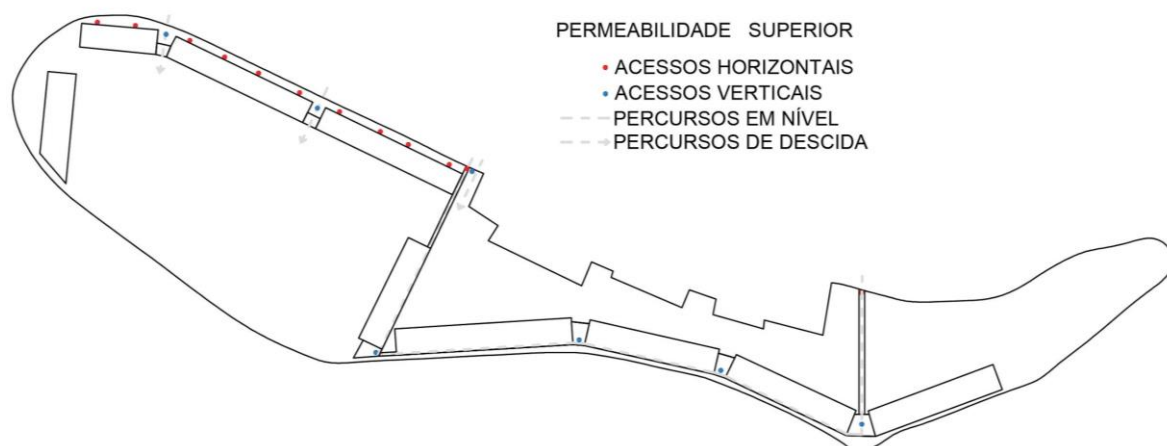 PERMEABILIDADE SUPERIOR
ACESSOS HORIZONTAIS
ACESSOS VERTICAIS
PERCURSOS EM NÍVEL
PERCURSOS DE DESCIDA